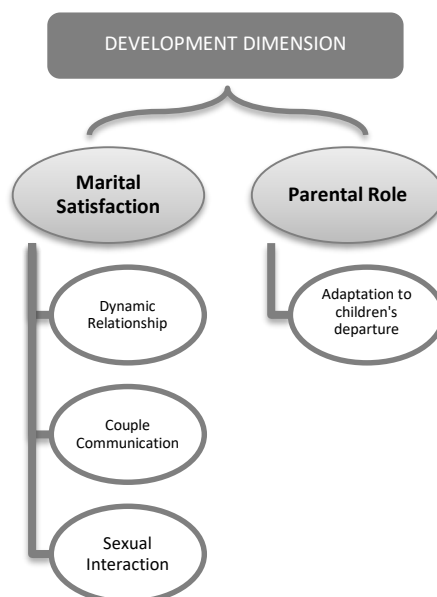 DEVELOPMENT DIMENSION
Marital
Satisfaction
Parental Role
Dynamic
Relationship
Adaptation to
children's
departure
Couple
Communication
Sexual
Interaction